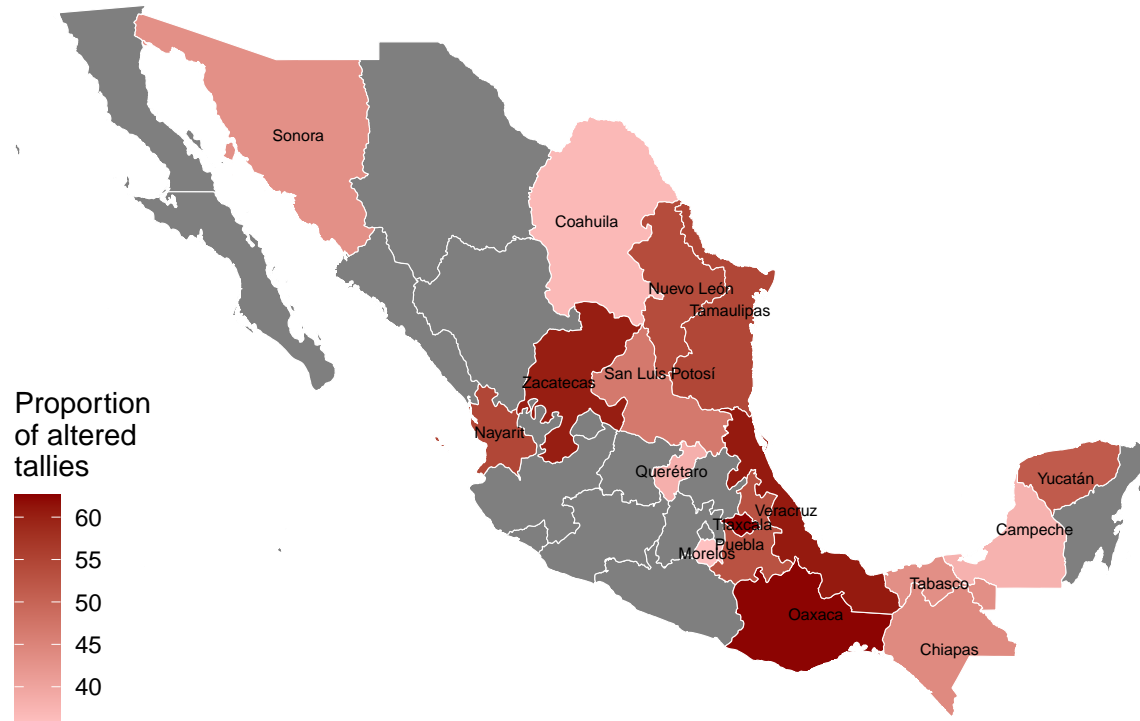 Sonora
Coahuila
Nuevo León
Tamaulipas
Zacatecas
San Luis Potosí
Nayarit
Querétaro
Yucatán
Veracruz
Tlaxcala
Campeche
Puebla
Morelos
Tabasco
Oaxaca
Chiapas
Proportion
of altered
tallies
60
55
50
45
40